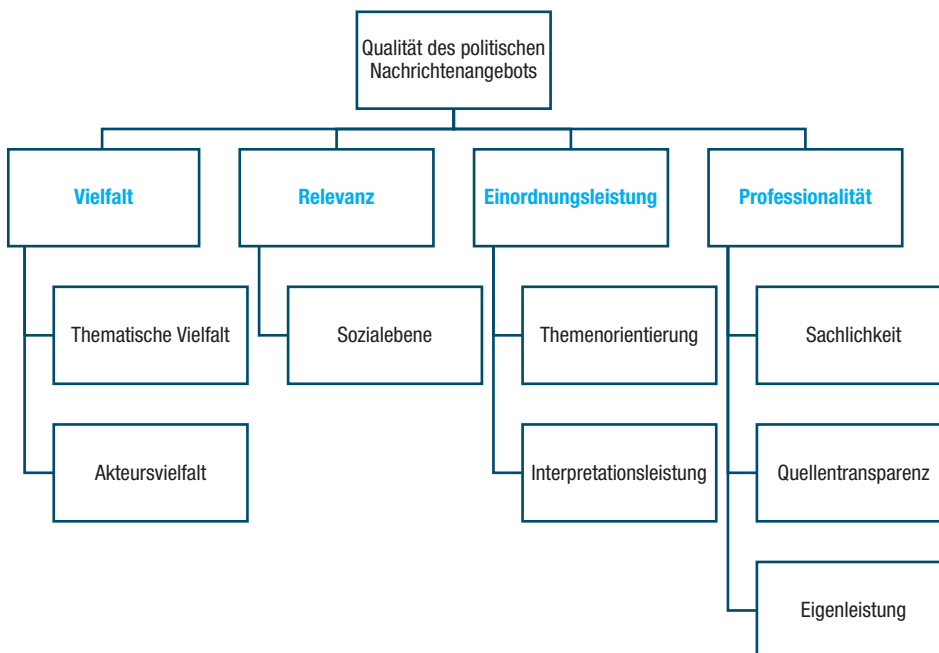 Qualität des politischen
Nachrichtenangebots
Vielfalt
Relevanz
Einordnungsleistung
Professionalität
Thematische Vielfalt
Sozialebene
Themenorientierung
Sachlichkeit
Akteursvielfalt
Interpretationsleistung
Quellentransparenz
Eigenleistung